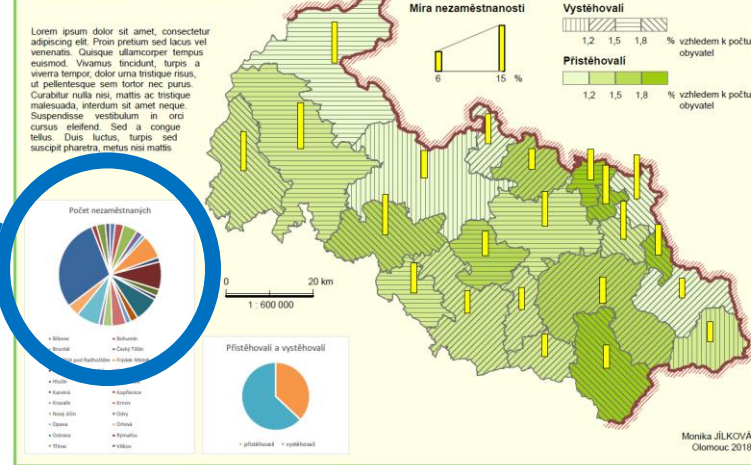 Lorem ipsum dolor sit amet, consectetur
adipiscing elit. Proin pretium sed lacus vel
venenatis. Quisque ullamcorper tempus
euismod. Vivamus tincidunt, turpis a
viverra tempor, dolor urna tristique risus,
ut pellentesque sem tortor nec purus.
Curabitur nulla nisi, mattis ac tristique
malesuada, interdum sit amet neque.
Suspendisse vestibulum in orci
cursus eleifend. Sed a congue
tellus. Duis luctus, turpis sed
suscipit pharetra, metus nisi mattis
Míra nezaměstnanosti
6 15 %
Vystěhovalí
1,2 1,5 1,8 % vzhledem k počtu
obyvatel
Přistěhovalí
1,2 1,5 1,8 % vzhledem k počtu
obyvatel
Počet nezaměstnaných
Bílovec Bohumín
Bruntál Český Těšín
pod Radhoštěm Frýdek-Místek
Hlučín
Karviná Kopřivnice
Kravaře Krnov
Nový Jičín Odry
Opava Orlová
Ostrava Rýmařov
Třinec Vítkov
0 20 km
1 : 600 000
Přistěhovalí a vystěhovalí
přistěhovalí vystěhovalí
Monika JÍLKOVÁ
Olomouc 2018